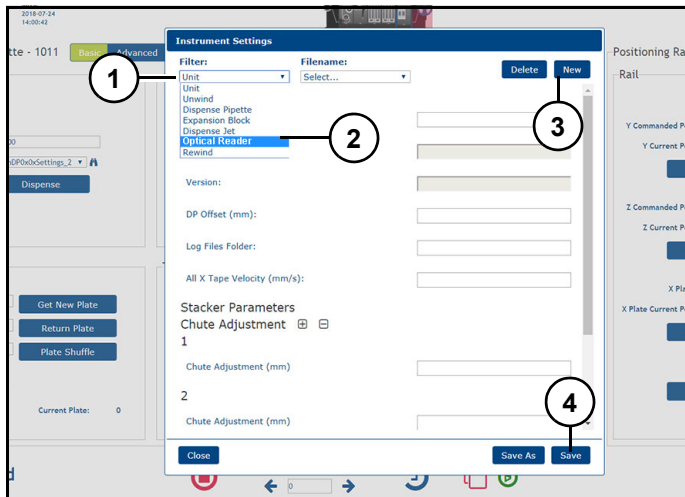 2018-07-24
14:00:42
tte - 1011 Basic Advanced
Instrument Settings
Filter: Filename:
Unit Select... Delete New
Unit
Unwind
Dispense Pipette
Expansion Block
Dispense Jet
Optical Reader
Rewind
1
2
3
4
Version:
DP Offset (mm):
Log Files Folder:
All X Tape Velocity (mm/s):
Stacker Parameters
Chute Adjustment
1
Chute Adjustment (mm)
2
Chute Adjustment (mm)
Close Save As Save
00
nDP0x0xSettings_2
Dispense
Get New Plate
Return Plate
Plate Shuffle
Current Plate: 0
Positioning Ra
Rail
Y Commanded P
Y Current P
Z Commanded P
Z Current P
X Pla
X Plate Current P
d
0